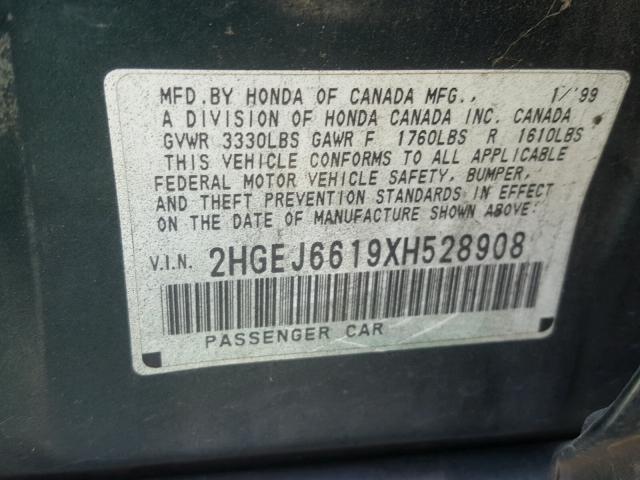 MFD. BY HONDA OF CANADA MFG., 1/'99
A DIVISION OF HONDA CANADA INC. CANADA
GVWR 3330LBS GAWR F 1760LBS R 1610LBS
THIS VEHICLE CONFORMS TO ALL APPLICABLE
FEDERAL MOTOR VEHICLE SAFETY, BUMPER,
AND THEFT PREVENTION STANDARDS IN EFFECT
ON THE DATE OF MANUFACTURE SHOWN ABOVE.
V.I.N. 2HGEJ6619XH528908
PASSENGER CAR